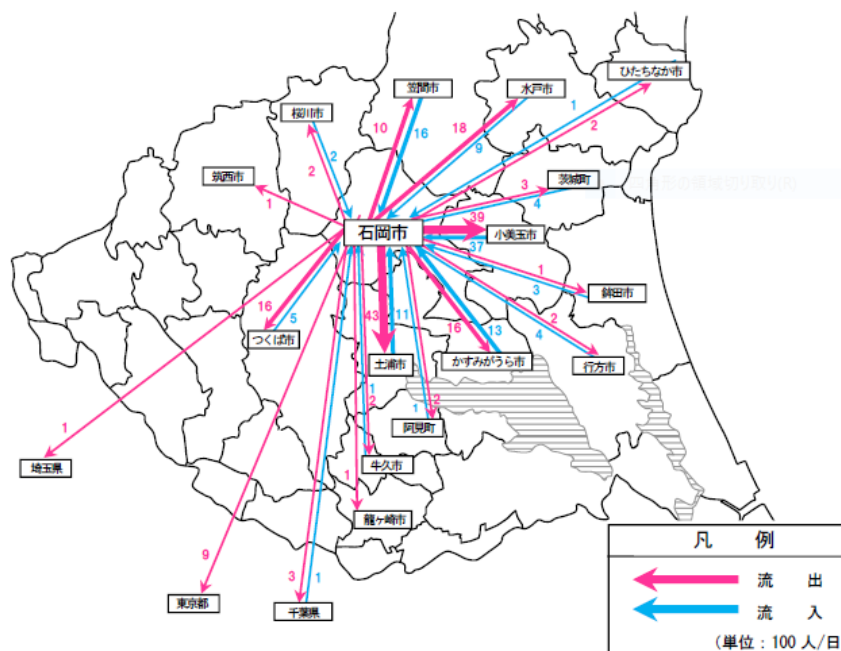 ひたちなか市
笠間市
水戸市
桜川市
10
16
18
9
1
2
2
2
筑西市
1
茨城町
3
4
石岡市
39
小美玉市
37
1
3
鉾田市
16
5
つくば市
43
11
16
13
2
4
土浦市
かすみがうら市
行方市
1
2
1
2
阿見町
1
埼玉県
牛久市
1
龍ヶ崎市
9
3
1
東京都
千葉県
凡 例
流 出
流 入
(単位:100 人/日